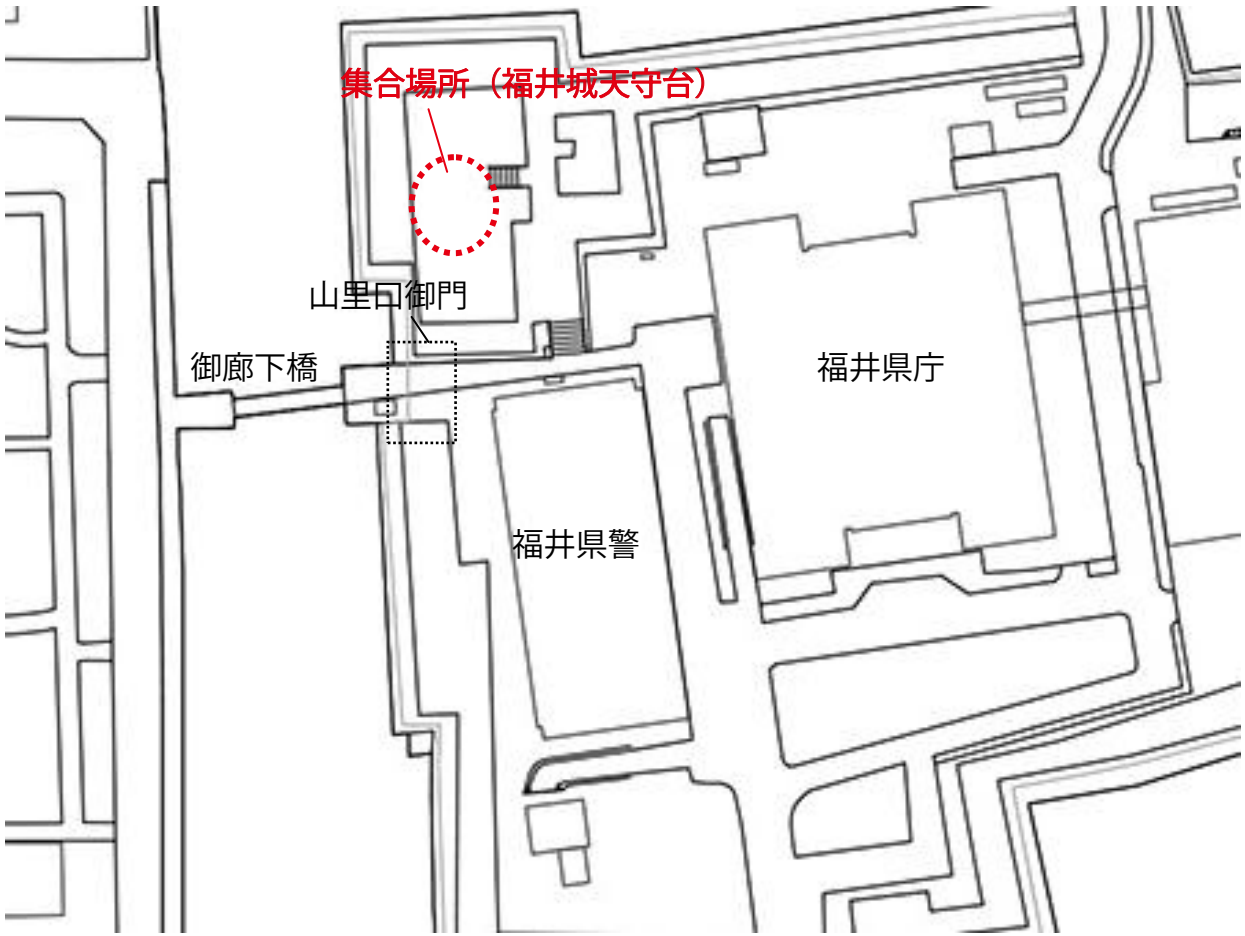 集合場所（福井城天守台）
山里口御門
御廊下橋
福井県庁
福井県警